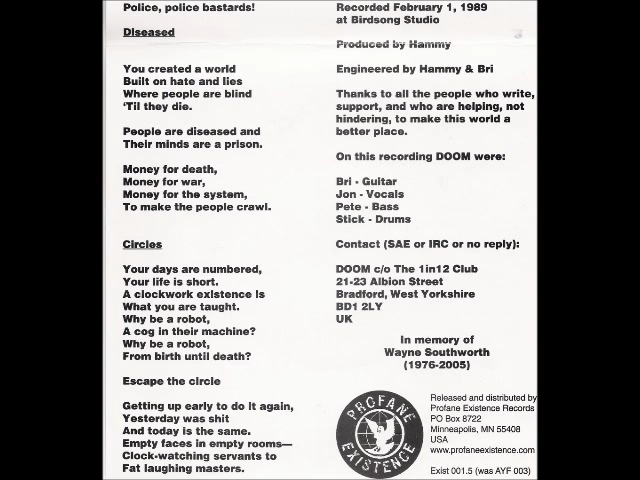 Police, police bastards!
Diseased
You created a world
Built on hate and lies
Where people are blind
‘Til they die.
People are diseased and
Their minds are a prison.
Money for death,
Money for war,
Money for the system,
To make the people crawl.
Circles
Your days are numbered,
Your life is short.
A clockwork existence is
What you are taught.
Why be a robot,
A cog in their machine?
Why be a robot,
From birth until death?
Escape the circle
Getting up early to do it again,
Yesterday was shit
And today is the same.
Empty faces in empty rooms—
Clock-watching servants to
Fat laughing masters.
Recorded February 1, 1989
at Birdsong Studio
Produced by Hammy
Engineered by Hammy & Bri
Thanks to all the people who write,
support, and who are helping, not
hindering, to make this world a
better place.
On this recording DOOM were:
Bri - Guitar
Jon - Vocals
Pete - Bass
Stick - Drums
Contact (SAE or IRC or no reply):
DOOM c/o The 1in12 Club
21-23 Albion Street
Bradford, West Yorkshire
BD1 2LY
UK
In memory of
Wayne Southworth
(1976-2005)
PROFANE
EXISTENCE
Released and distributed by
Profane Existence Records
PO Box 8722
Minneapolis, MN 55408
USA
www.profaneexistence.com
Exist 001.5 (was AYF 003)